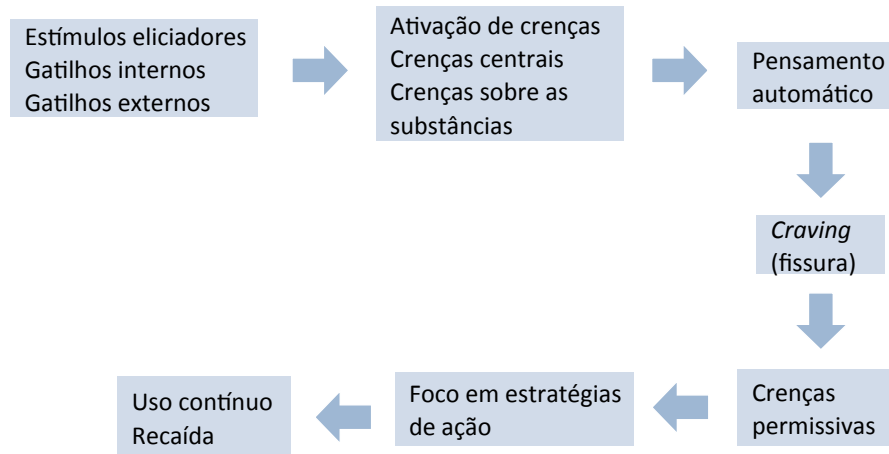 Estímulos eliciadores
Gatilhos internos
Gatilhos externos
Ativação de crenças
Crenças centrais
Crenças sobre as
substâncias
Pensamento
automático
Craving
(fissura)
Crenças
permissivas
Foco em estratégias
de ação
Uso contínuo
Recaída